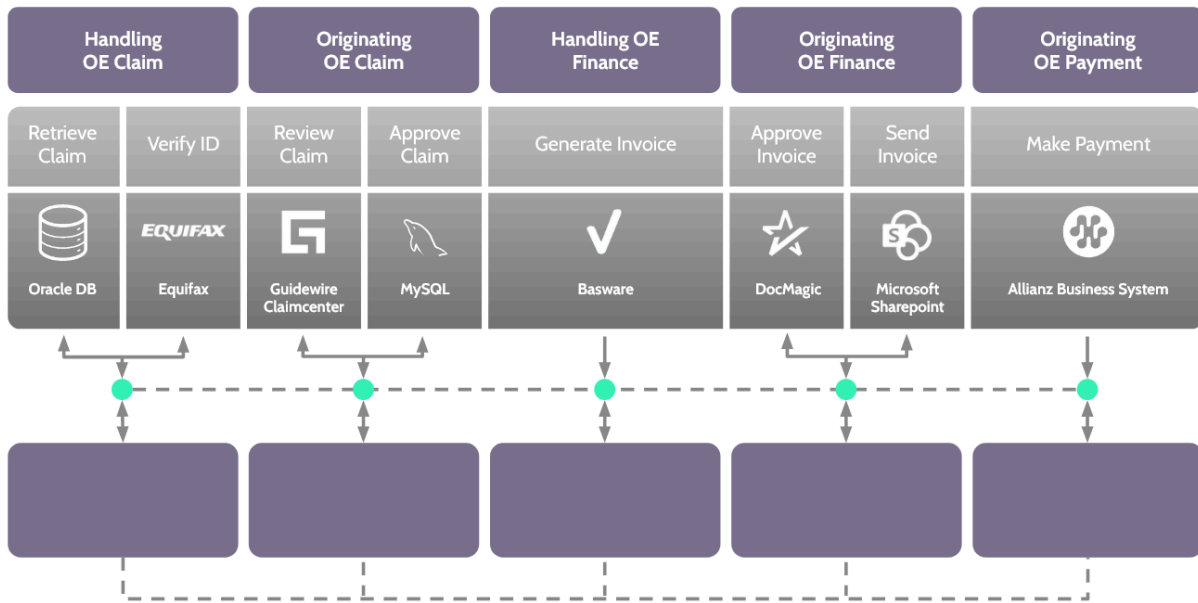 Handling
OE Claim
Originating
OE Claim
Handling OE
Finance
Originating
OE Finance
Originating
OE Payment
Retrieve
Claim
Verify ID
Review
Claim
Approve
Claim
Generate Invoice
Approve
Invoice
Send
Invoice
Make Payment
EQUIFAX
S
Oracle DB
Equifax
Guidewire
Claimcenter
MySQL
Basware
DocMagic
Microsoft
Sharepoint
Allianz Business System